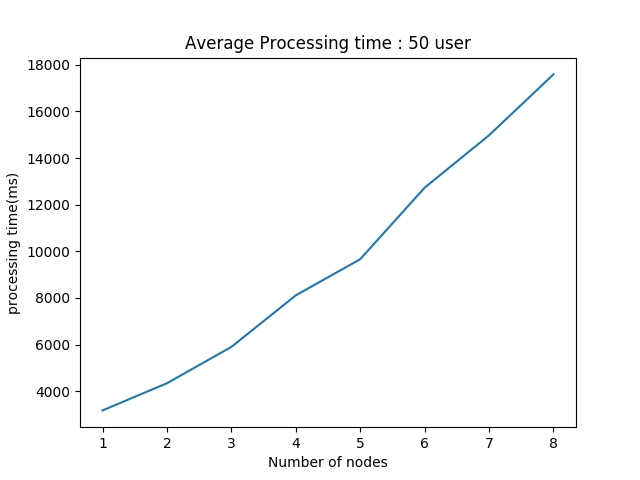 Average Processing time : 50 user
18000
16000
14000
12000
10000
8000
6000
4000
processing time(ms)
1 2 3 4 5 6 7 8
Number of nodes